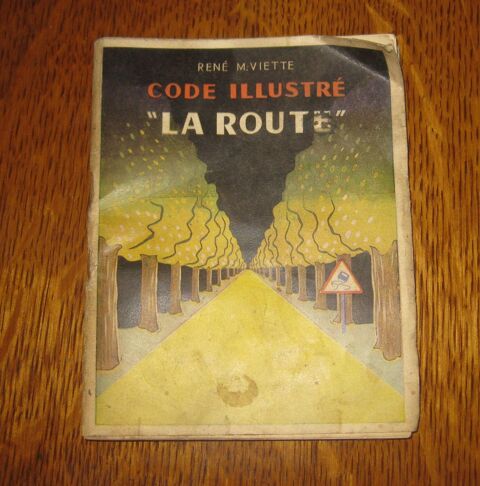 RENÉ M.VIETTE
CODE ILLUSTRÉ
"LA ROUTE"